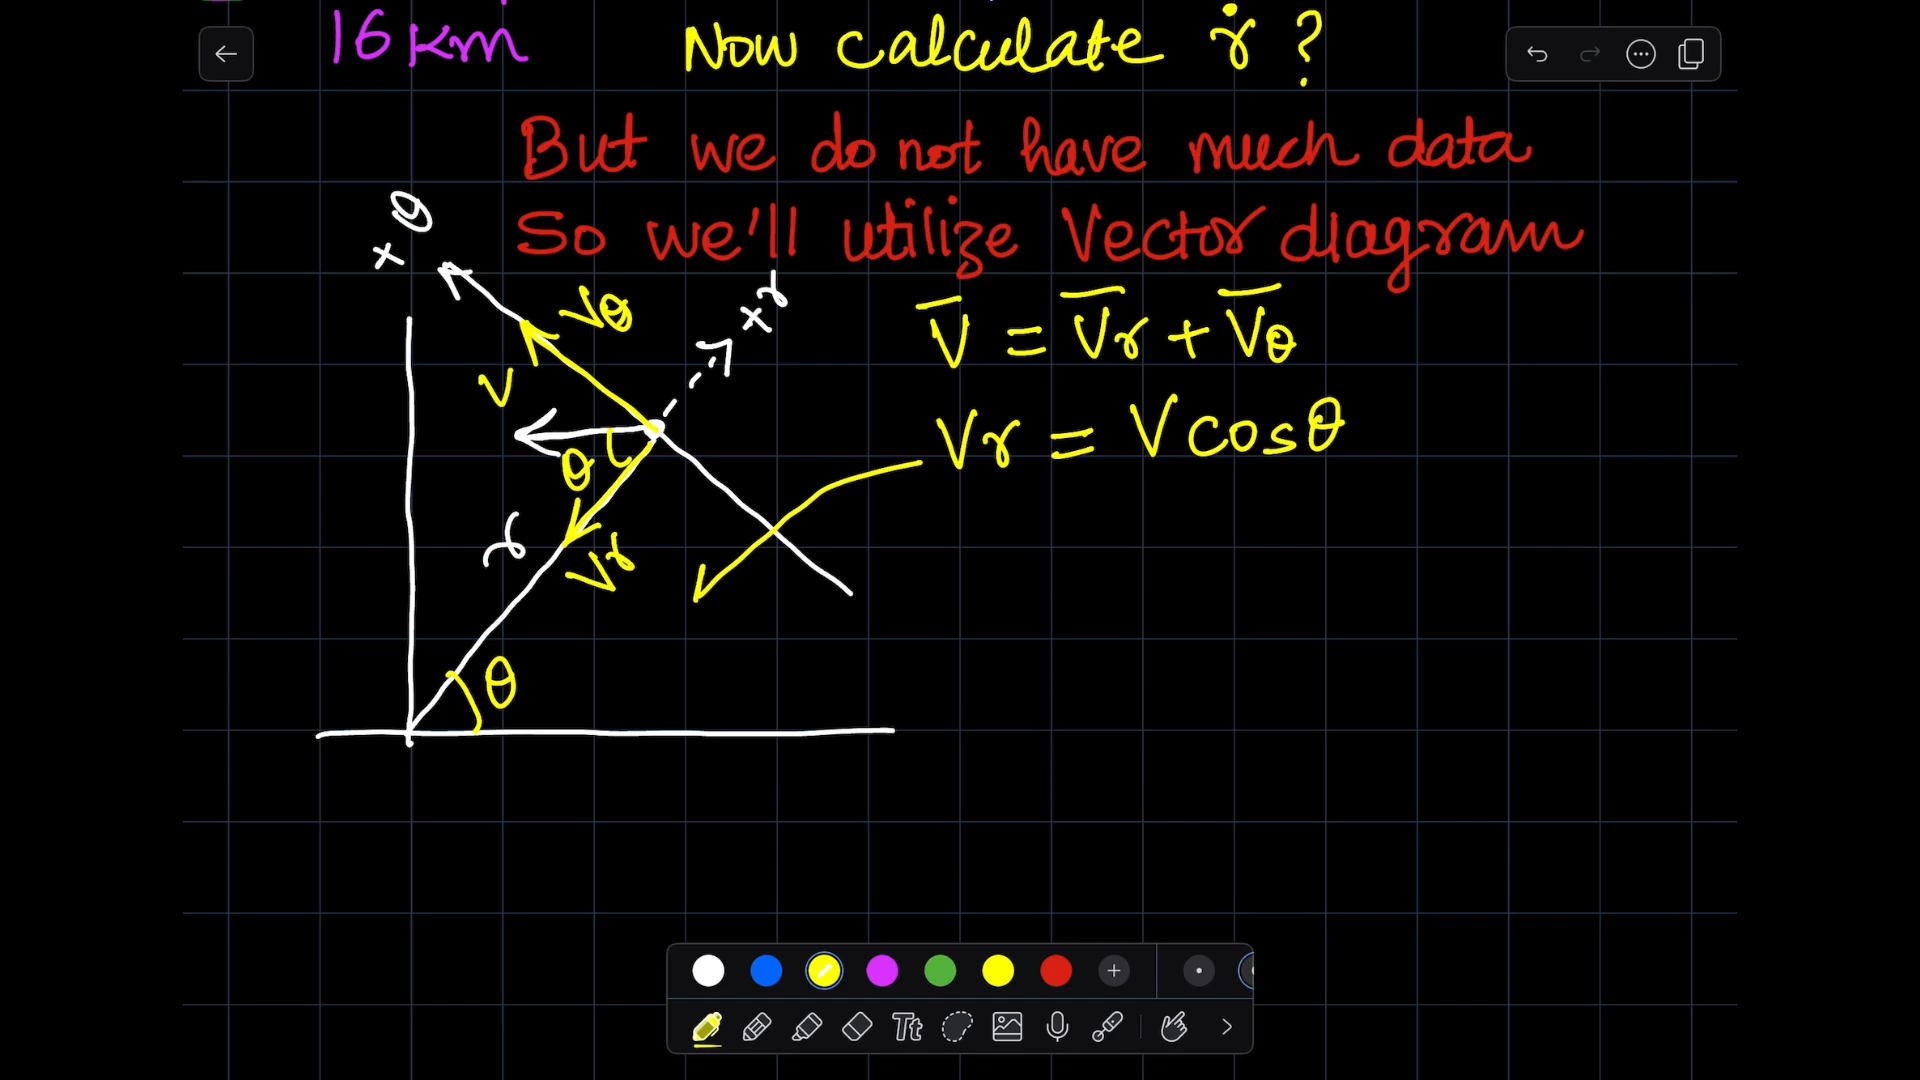 16 km
Now calculate ṙ ?
But we do not have much data
So we'll utilize Vector diagram
+ θ
Vθ
+ r
V̅ = V̅r + V̅θ
V
Vr = V cosθ
θ
r
Vr
θ
Tt